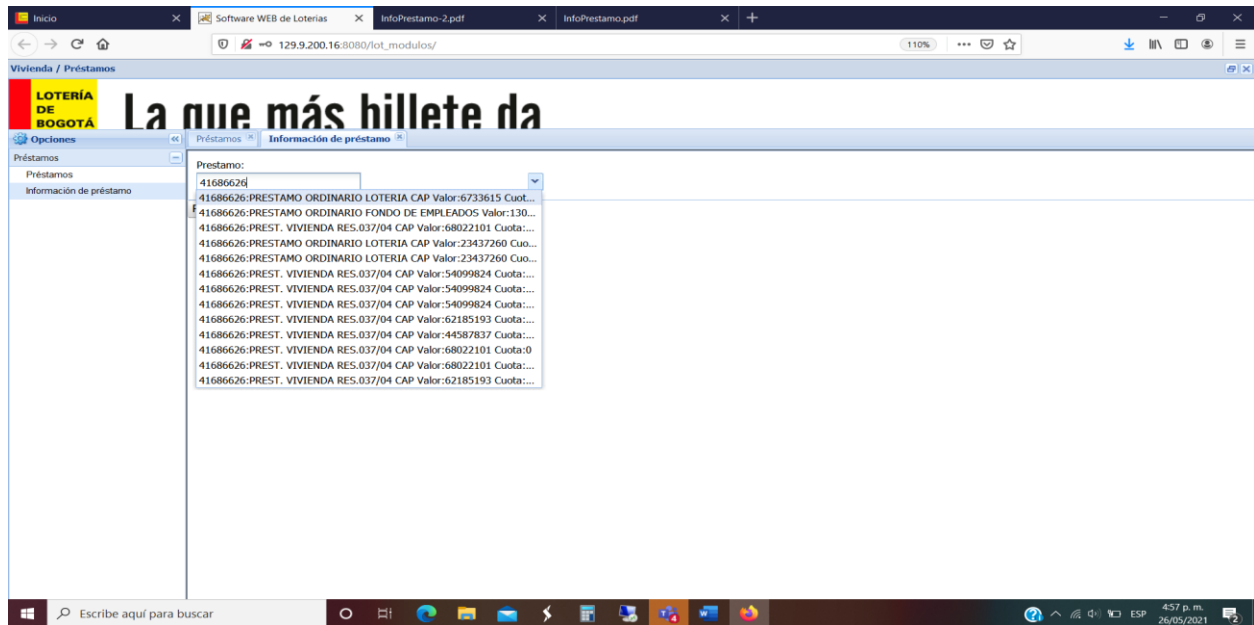 Inicio
Software WEB de Loterias
InfoPrestamo-2.pdf
InfoPrestamo.pdf
129.9.200.16:8080/lot_modulos/
110%
Vivienda / Préstamos
LOTERÍA
DE
BOGOTÁ
La que más billete da
Opciones
Préstamos
Información de préstamo
Préstamos
Préstamos
Información de préstamo
Prestamo:
41686626
41686626:PRESTAMO ORDINARIO LOTERIA CAP Valor:6733615 Cuot...
41686626:PRESTAMO ORDINARIO FONDO DE EMPLEADOS Valor:130...
41686626:PREST. VIVIENDA RES.037/04 CAP Valor:68022101 Cuota:...
41686626:PRESTAMO ORDINARIO LOTERIA CAP Valor:23437260 Cuo...
41686626:PRESTAMO ORDINARIO LOTERIA CAP Valor:23437260 Cuo...
41686626:PREST. VIVIENDA RES.037/04 CAP Valor:54099824 Cuota:...
41686626:PREST. VIVIENDA RES.037/04 CAP Valor:54099824 Cuota:...
41686626:PREST. VIVIENDA RES.037/04 CAP Valor:54099824 Cuota:...
41686626:PREST. VIVIENDA RES.037/04 CAP Valor:62185193 Cuota:...
41686626:PREST. VIVIENDA RES.037/04 CAP Valor:44587837 Cuota:...
41686626:PREST. VIVIENDA RES.037/04 CAP Valor:68022101 Cuota:0
41686626:PREST. VIVIENDA RES.037/04 CAP Valor:68022101 Cuota:...
41686626:PREST. VIVIENDA RES.037/04 CAP Valor:62185193 Cuota:...
Escribe aquí para buscar
ESP
4:57 p. m.
26/05/2021